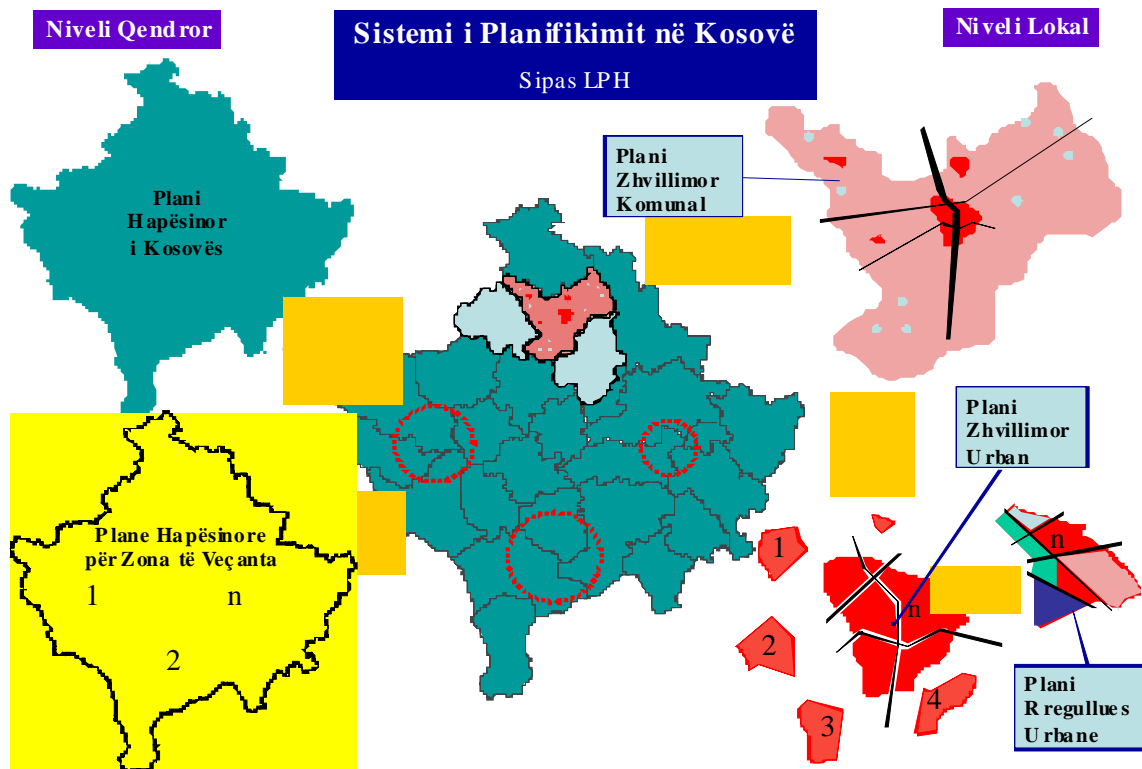 Niveli Qendror
Sistemi i Planifikimit në Kosovë
Sipas LPH
Niveli Lokal
Plani
Hapësinor
i Kosovës
Plani
Zhvillimor
Komunal
Plane Hapësinore
për Zona të Veçanta
1
n
2
Plani
Zhvillimor
Urban
1
2
3
4
n
n
Plani
Rregullues
Urbane